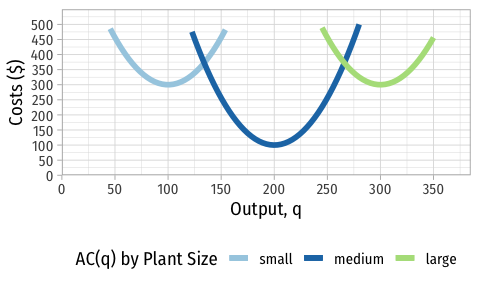 500
450
400
350
300
250
200
150
100
50
0
Costs ($)
0 50 100 150 200 250 300 350
Output, q
AC(q) by Plant Size small medium large